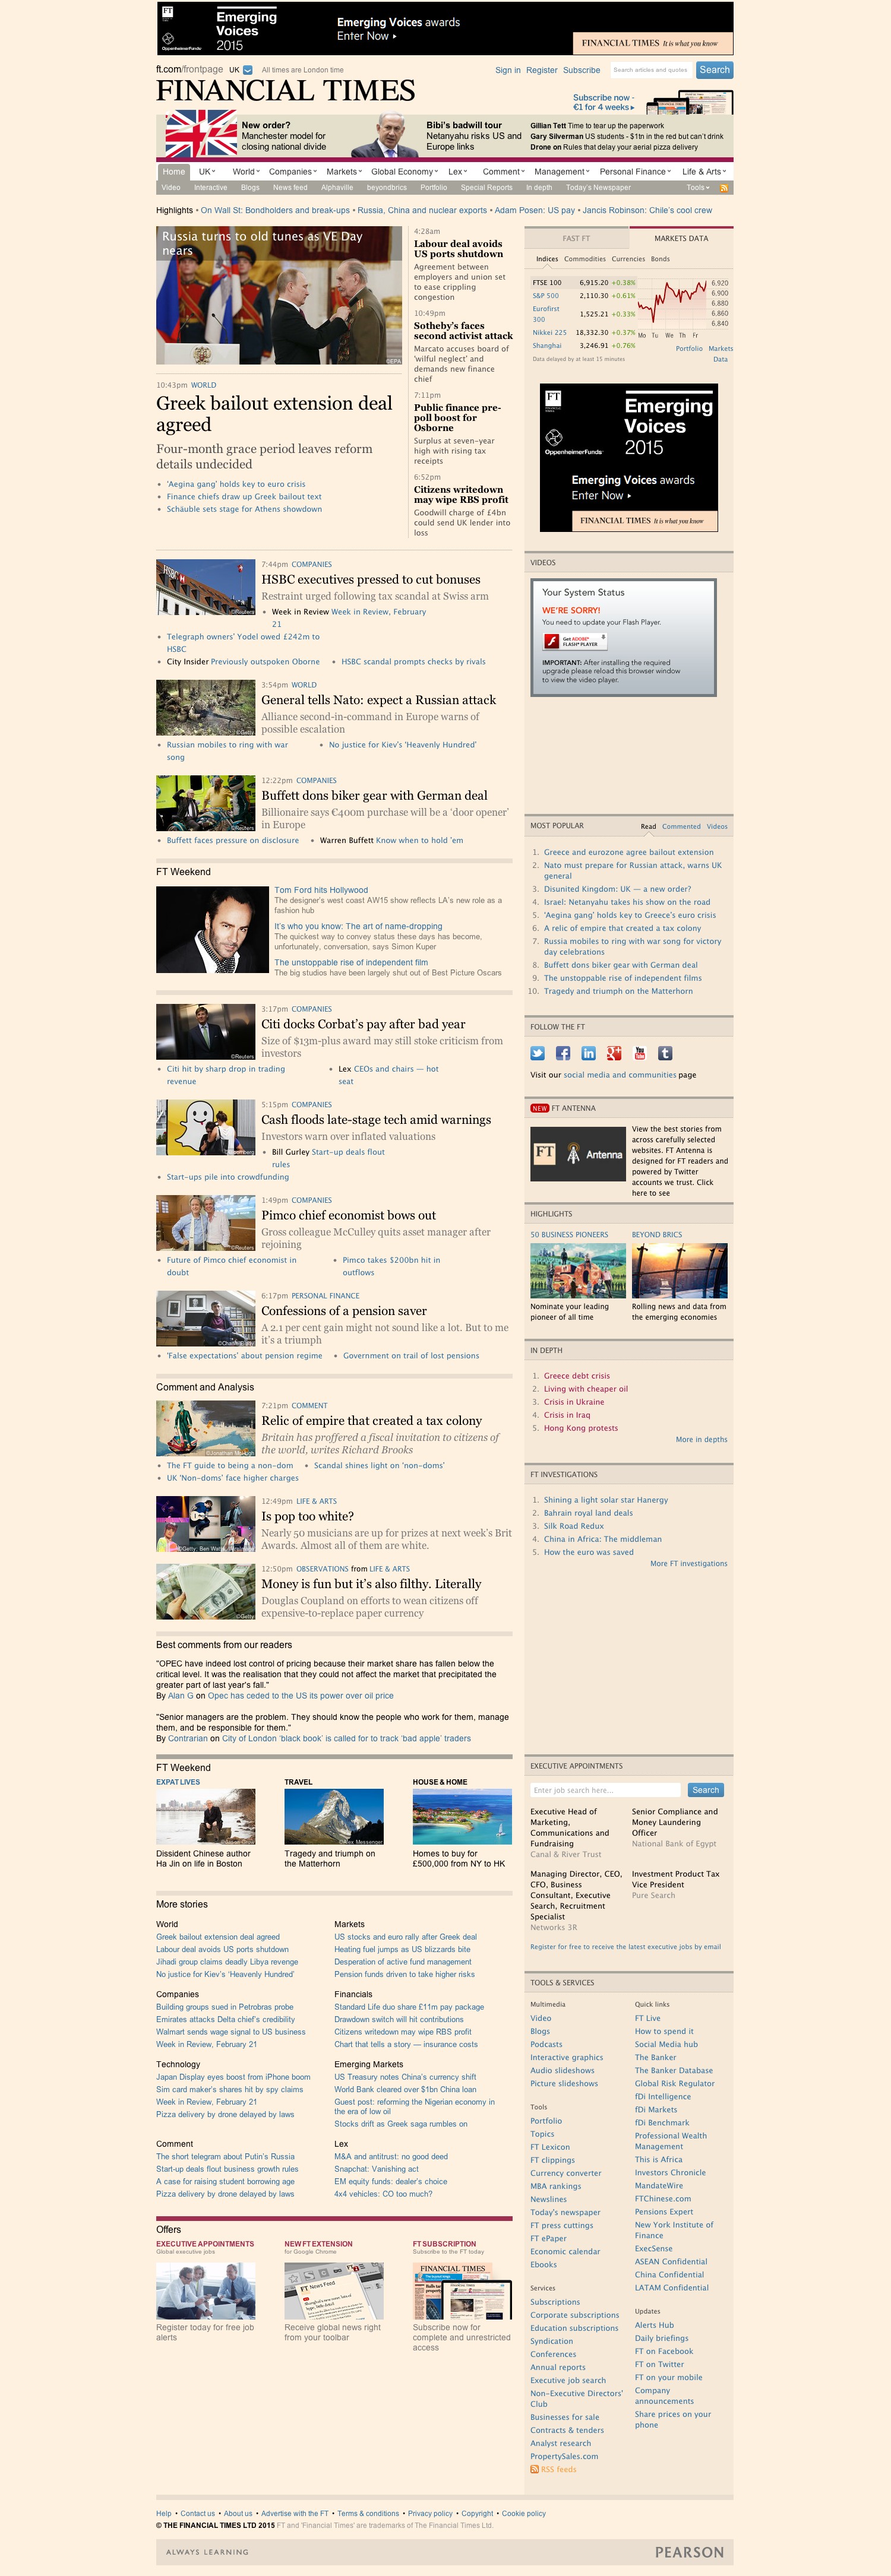 FT
Emerging
Voices
2015
OppenheimerFunds
Emerging Voices awards
Enter Now ▸
FINANCIAL TIMES It is what you know
ft.com/frontpage UK All times are London time
Sign in Register Subscribe
Search articles and quotes Search
FINANCIAL TIMES
Subscribe now -
€1 for 4 weeks ▸
New order?
Manchester model for
closing national divide
Bibi's badwill tour
Netanyahu risks US and
Europe links
Gillian Tett Time to tear up the paperwork
Gary Silverman US students - $1tn in the red but can't drink
Drone on Rules that delay your aerial pizza delivery
Home UK World Companies Markets Global Economy Lex Comment Management Personal Finance Life & Arts
Video Interactive Blogs News feed Alphaville beyondbrics Portfolio Special Reports In depth Today's Newspaper Tools
Highlights • On Wall St: Bondholders and break-ups • Russia, China and nuclear exports • Adam Posen: US pay • Jancis Robinson: Chile's cool crew
Russia turns to old tunes as VE Day
nears
©EPA
10:43pm WORLD
Greek bailout extension deal
agreed
Four-month grace period leaves reform
details undecided
• 'Aegina gang' holds key to euro crisis
• Finance chiefs draw up Greek bailout text
• Schäuble sets stage for Athens showdown
4:28am
Labour deal avoids
US ports shutdown
Agreement between
employers and union set
to ease crippling
congestion
10:49pm
Sotheby's faces
second activist attack
Marcato accuses board of
'wilful neglect' and
demands new finance
chief
7:11pm
Public finance pre-
poll boost for
Osborne
Surplus at seven-year
high with rising tax
receipts
6:52pm
Citizens writedown
may wipe RBS profit
Goodwill charge of £4bn
could send UK lender into
loss
FAST FT MARKETS DATA
Indices Commodities Currencies Bonds
FTSE 100 6,915.20 +0.38%
S&P 500 2,110.30 +0.61%
Eurofirst
300 1,525.21 +0.33%
Nikkei 225 18,332.30 +0.37%
Shanghai 3,246.91 +0.76%
6,920
6,900
6,880
6,860
6,840
Mo Tu We Th Fr
Data delayed by at least 15 minutes
Portfolio Markets
Data
FT
Emerging
Voices
2015
OppenheimerFunds
Emerging Voices awards
Enter Now ▸
FINANCIAL TIMES It is what you know
7:44pm COMPANIES
HSBC executives pressed to cut bonuses
Restraint urged following tax scandal at Swiss arm
• Week in Review Week in Review, February
21
• Telegraph owners' Yodel owed £242m to
HSBC
• City Insider Previously outspoken Oborne • HSBC scandal prompts checks by rivals
©Reuters
3:54pm WORLD
General tells Nato: expect a Russian attack
Alliance second-in-command in Europe warns of
possible escalation
©Getty
• Russian mobiles to ring with war
song
• No justice for Kiev's 'Heavenly Hundred'
12:22pm COMPANIES
Buffett dons biker gear with German deal
Billionaire says €400m purchase will be a 'door opener'
in Europe
©Reuters
• Buffett faces pressure on disclosure • Warren Buffett Know when to hold 'em
FT Weekend
Tom Ford hits Hollywood
The designer's west coast AW15 show reflects LA's new role as a
fashion hub
It's who you know: The art of name-dropping
The quickest way to convey status these days has become,
unfortunately, conversation, says Simon Kuper
The unstoppable rise of independent film
The big studios have been largely shut out of Best Picture Oscars
3:17pm COMPANIES
Citi docks Corbat's pay after bad year
Size of $13m-plus award may still stoke criticism from
investors
©Reuters
• Citi hit by sharp drop in trading
revenue
• Lex CEOs and chairs — hot
seat
5:15pm COMPANIES
Cash floods late-stage tech amid warnings
Investors warn over inflated valuations
• Bill Gurley Start-up deals flout
rules
• Start-ups pile into crowdfunding
1:49pm COMPANIES
Pimco chief economist bows out
Gross colleague McCulley quits asset manager after
rejoining
©Reuters
• Future of Pimco chief economist in
doubt
• Pimco takes $200bn hit in
outflows
6:17pm PERSONAL FINANCE
Confessions of a pension saver
A 2.1 per cent gain might not sound like a lot. But to me
it's a triumph
• 'False expectations' about pension regime • Government on trail of lost pensions
Comment and Analysis
7:21pm COMMENT
Relic of empire that created a tax colony
Britain has proffered a fiscal invitation to citizens of
the world, writes Richard Brooks
• The FT guide to being a non-dom • Scandal shines light on 'non-doms'
• UK 'Non-doms' face higher charges
12:49pm LIFE & ARTS
Is pop too white?
Nearly 50 musicians are up for prizes at next week's Brit
Awards. Almost all of them are white.
12:50pm OBSERVATIONS from LIFE & ARTS
Money is fun but it's also filthy. Literally
Douglas Coupland on efforts to wean citizens off
expensive-to-replace paper currency
©Getty
Best comments from our readers
"OPEC have indeed lost control of pricing because their market share has fallen below the
critical level. It was the realisation that they could not affect the market that precipitated the
greater part of last year's fall."
By Alan G on Opec has ceded to the US its power over oil price
"Senior managers are the problem. They should know the people who work for them, manage
them, and be responsible for them."
By Contrarian on City of London 'black book' is called for to track 'bad apple' traders
FT Weekend
EXPAT LIVES
Dissident Chinese author
Ha Jin on life in Boston
TRAVEL
©Alex Messenger
Tragedy and triumph on
the Matterhorn
HOUSE & HOME
Homes to buy for
£500,000 from NY to HK
More stories
World
Greek bailout extension deal agreed
Labour deal avoids US ports shutdown
Jihadi group claims deadly Libya revenge
No justice for Kiev's 'Heavenly Hundred'
Markets
US stocks and euro rally after Greek deal
Heating fuel jumps as US blizzards bite
Desperation of active fund management
Pension funds driven to take higher risks
Companies
Building groups sued in Petrobras probe
Emirates attacks Delta chief's credibility
Walmart sends wage signal to US business
Week in Review, February 21
Financials
Standard Life duo share £11m pay package
Drawdown switch will hit contributions
Citizens writedown may wipe RBS profit
Chart that tells a story — insurance costs
Technology
Japan Display eyes boost from iPhone boom
Sim card maker's shares hit by spy claims
Week in Review, February 21
Pizza delivery by drone delayed by laws
Emerging Markets
US Treasury notes China's currency shift
World Bank cleared over $1bn China loan
Guest post: reforming the Nigerian economy in
the era of low oil
Stocks drift as Greek saga rumbles on
Comment
The short telegram about Putin's Russia
Start-up deals flout business growth rules
A case for raising student borrowing age
Pizza delivery by drone delayed by laws
Lex
M&A and antitrust: no good deed
Snapchat: Vanishing act
EM equity funds: dealer's choice
4x4 vehicles: CO too much?
Offers
EXECUTIVE APPOINTMENTS
Global executive jobs
Register today for free job
alerts
NEW FT EXTENSION
for Google Chrome
FT News Feed
Receive global news right
from your toolbar
FT SUBSCRIPTION
Subscribe to the FT today
FINANCIAL TIMES
Subscribe now for
complete and unrestricted
access
VIDEOS
Your System Status
WE'RE SORRY!
You need to update your Flash Player.
Get ADOBE®
FLASH® PLAYER
IMPORTANT: After installing the required
upgrade please reload this browser window
to view the video player.
MOST POPULAR Read Commented Videos
1. Greece and eurozone agree bailout extension
2. Nato must prepare for Russian attack, warns UK
general
3. Disunited Kingdom: UK — a new order?
4. Israel: Netanyahu takes his show on the road
5. 'Aegina gang' holds key to Greece's euro crisis
6. A relic of empire that created a tax colony
7. Russia mobiles to ring with war song for victory
day celebrations
8. Buffett dons biker gear with German deal
9. The unstoppable rise of independent films
10. Tragedy and triumph on the Matterhorn
FOLLOW THE FT
Visit our social media and communities page
NEW FT ANTENNA
FT Antenna
View the best stories from
across carefully selected
websites. FT Antenna is
designed for FT readers and
powered by Twitter
accounts we trust. Click
here to see
HIGHLIGHTS
50 BUSINESS PIONEERS
Nominate your leading
pioneer of all time
BEYOND BRICS
Rolling news and data from
the emerging economies
IN DEPTH
1. Greece debt crisis
2. Living with cheaper oil
3. Crisis in Ukraine
4. Crisis in Iraq
5. Hong Kong protests
More in depths
FT INVESTIGATIONS
1. Shining a light solar star Hanergy
2. Bahrain royal land deals
3. Silk Road Redux
4. China in Africa: The middleman
5. How the euro was saved
More FT investigations
EXECUTIVE APPOINTMENTS
Enter job search here... Search
Executive Head of
Marketing,
Communications and
Fundraising
Canal & River Trust
Senior Compliance and
Money Laundering
Officer
National Bank of Egypt
Managing Director, CEO,
CFO, Business
Consultant, Executive
Search, Recruitment
Specialist
Networks 3R
Investment Product Tax
Vice President
Pure Search
Register for free to receive the latest executive jobs by email
TOOLS & SERVICES
Multimedia
Video
Blogs
Podcasts
Interactive graphics
Audio slideshows
Picture slideshows
Tools
Portfolio
Topics
FT Lexicon
FT clippings
Currency converter
MBA rankings
Newslines
Today's newspaper
FT press cuttings
FT ePaper
Economic calendar
Ebooks
Services
Subscriptions
Corporate subscriptions
Education subscriptions
Syndication
Conferences
Annual reports
Executive job search
Non-Executive Directors'
Club
Businesses for sale
Contracts & tenders
Analyst research
PropertySales.com
RSS feeds
Quick links
FT Live
How to spend it
Social Media hub
The Banker
The Banker Database
Global Risk Regulator
fDi Intelligence
fDi Markets
fDi Benchmark
Professional Wealth
Management
This is Africa
Investors Chronicle
MandateWire
FTChinese.com
Pensions Expert
New York Institute of
Finance
ExecSense
ASEAN Confidential
China Confidential
LATAM Confidential
Updates
Alerts Hub
Daily briefings
FT on Facebook
FT on Twitter
FT on your mobile
Company
announcements
Share prices on your
phone
Help • Contact us • About us • Advertise with the FT • Terms & conditions • Privacy policy • Copyright • Cookie policy
© THE FINANCIAL TIMES LTD 2015 FT and 'Financial Times' are trademarks of The Financial Times Ltd.
ALWAYS LEARNING PEARSON